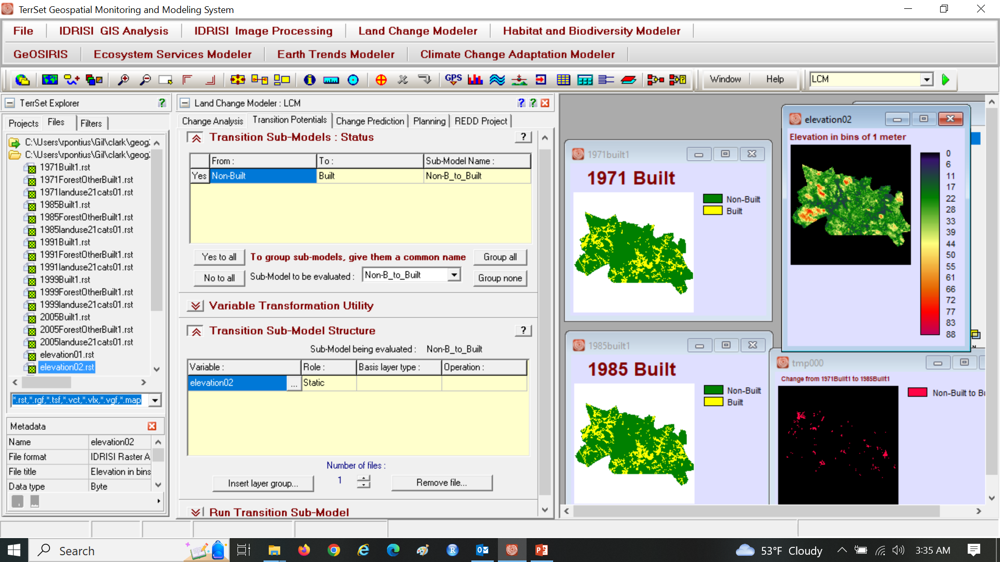 TerrSet Geospatial Monitoring and Modeling System
File
IDRISI GIS Analysis
IDRISI Image Processing
Land Change Modeler
Habitat and Biodiversity Modeler
GeOSIRIS
Ecosystem Services Modeler
Earth Trends Modeler
Climate Change Adaptation Modeler
GPS
Window
Help
LCM
TerrSet Explorer
?
Projects
Files
Filters
C:\Users\rpontius\Gil\clark\geog:
C:\Users\rpontius\Gil\clark\geog:
1971Built1.rst
1971ForestOtherBuilt1.rst
1971landuse21cats01.rst
1985Built1.rst
1985ForestOtherBuilt1.rst
1985landuse21cats01.rst
1991Built1.rst
1991ForestOtherBuilt1.rst
1991landuse21cats01.rst
1999Built1.rst
1999ForestOtherBuilt1.rst
1999landuse21cats01.rst
2005Built1.rst
2005ForestOtherBuilt1.rst
2005landuse21cats01.rst
elevation01.rst
elevation02.rst
*.rst,*.rgf,*.tsf,*.vct,*.vlx,*.vgf,*.map
Metadata
Name elevation02
File format IDRISI Raster A
File title Elevation in bins
Data type Byte
Land Change Modeler : LCM
? ?
Change Analysis
Transition Potentials
Change Prediction
Planning
REDD Project
Transition Sub-Models : Status
?
From : To : Sub-Model Name :
Yes Non-Built Built Non-B_to_Built
Yes to all
To group sub-models, give them a common name
Group all
No to all
Sub-Model to be evaluated :
Non-B_to_Built
Group none
Variable Transformation Utility
Transition Sub-Model Structure
?
Sub-Model being evaluated : Non-B_to_Built
Variable : Role : Basis layer type : Operation :
elevation02 ... Static
Number of files :
Insert layer group...
1
Remove file...
Run Transition Sub-Model
1971built1
1971 Built
Non-Built
Built
1985built1
1985 Built
Non-Built
Built
elevation02
Elevation in bins of 1 meter
0
6
11
17
22
28
33
39
44
50
55
61
66
72
77
83
88
tmp000
Change from 1971Built1 to 1985Built1
Non-Built to Bu
Search
53°F Cloudy
3:35 AM